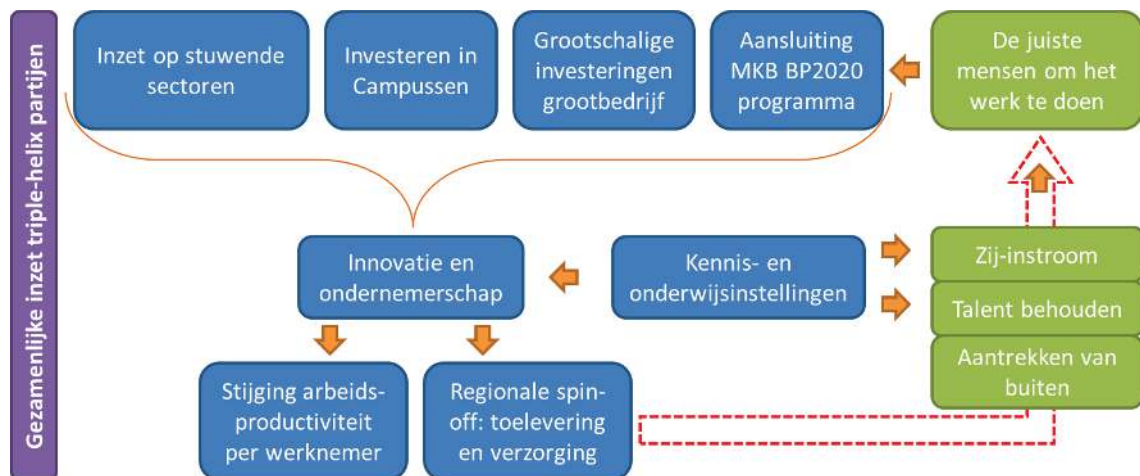 Gezamenlijke inzet triple-helix partijen
Inzet op stuwende
sectoren
Investeren in
Campussen
Grootschalige
investeringen
grootbedrijf
Aansluiting
MKB BP2020
programma
De juiste
mensen om het
werk te doen
Innovatie en
ondernemerschap
Kennis- en
onderwijsinstellingen
Zij-instroom
Talent behouden
Aantrekken van
buiten
Stijging arbeids-
productiviteit
per werknemer
Regionale spin-
off: toelevering
en verzorging